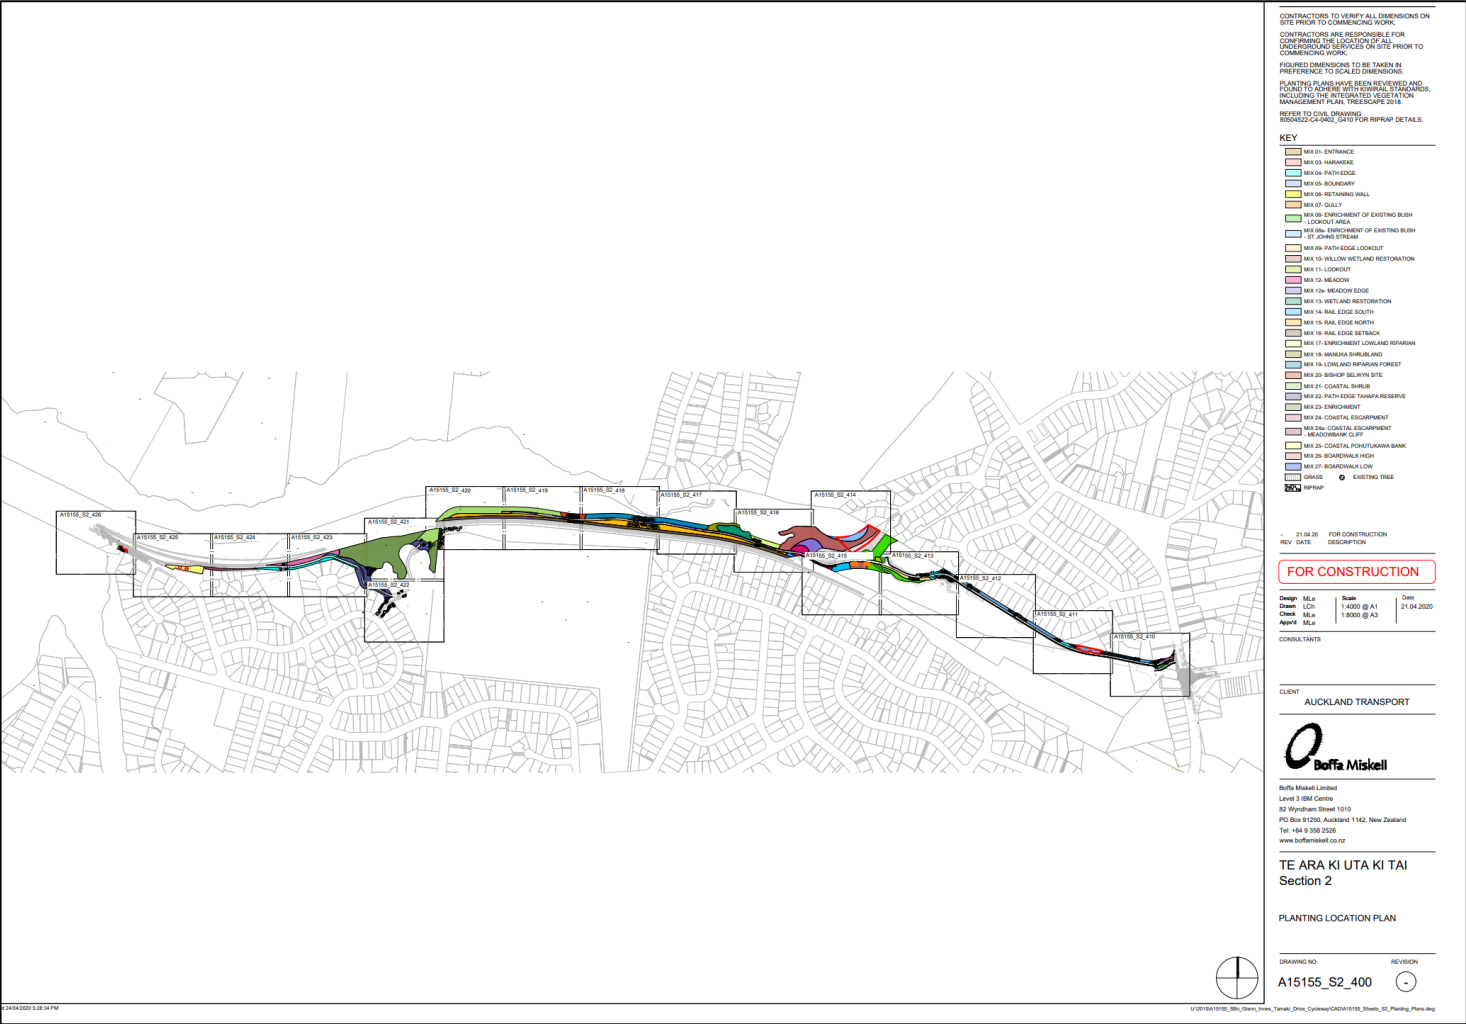 CONTRACTORS TO VERIFY ALL DIMENSIONS ON
SITE PRIOR TO COMMENCING WORK;
CONTRACTORS ARE RESPONSIBLE FOR
CONFIRMING THE LOCATION OF ALL
UNDERGROUND SERVICES ON SITE PRIOR TO
COMMENCING WORK;
FIGURED DIMENSIONS TO BE TAKEN IN
PREFERENCE TO SCALED DIMENSIONS.
PLANTING PLANS HAVE BEEN REVIEWED AND
FOUND TO ADHERE WITH KIWIRAIL STANDARDS,
INCLUDING THE INTEGRATED VEGETATION
MANAGEMENT PLAN, TREESCAPE 2018.
REFER TO CIVIL DRAWING
80504522-C4-0402_G410 FOR RIPRAP DETAILS.
KEY
MIX 01- ENTRANCE
MIX 03- HARAKEKE
MIX 04- PATH EDGE
MIX 05- BOUNDARY
MIX 06- RETAINING WALL
MIX 07- GULLY
MIX 08- ENRICHMENT OF EXISTING BUSH
- LOOKOUT AREA
MIX 08a- ENRICHMENT OF EXISTING BUSH
- ST JOHNS STREAM
MIX 09- PATH EDGE LOOKOUT
MIX 10- WILLOW WETLAND RESTORATION
MIX 11- LOOKOUT
MIX 12- MEADOW
MIX 12a- MEADOW EDGE
MIX 13- WETLAND RESTORATION
MIX 14- RAIL EDGE SOUTH
MIX 15- RAIL EDGE NORTH
MIX 16- RAIL EDGE SETBACK
MIX 17- ENRICHMENT LOWLAND RIPARIAN
MIX 18- MANUKA SHRUBLAND
MIX 19- LOWLAND RIPARIAN FOREST
MIX 20- BISHOP SELWYN SITE
MIX 21- COASTAL SHRUB
MIX 22- PATH EDGE TAHAPA RESERVE
MIX 23- ENRICHMENT
MIX 24- COASTAL ESCARPMENT
MIX 24a- COASTAL ESCARPMENT
- MEADOWBANK CLIFF
MIX 25- COASTAL POHUTUKAWA BANK
MIX 26- BOARDWALK HIGH
MIX 27- BOARDWALK LOW
GRASS EXISTING TREE
RIPRAP
A15155_S2_426
A15155_S2_425
A15155_S2_424
A15155_S2_423
A15155_S2_421
A15155_S2_422
A15155_S2_420
A15155_S2_419
A15155_S2_418
A15155_S2_417
A15155_S2_416
A15155_S2_414
A15155_S2_415
A15155_S2_413
A15155_S2_412
A15155_S2_411
A15155_S2_410
- 21.04.20 FOR CONSTRUCTION
REV DATE DESCRIPTION
FOR CONSTRUCTION
Design MLe Scale Date
Drawn LCh 1:4000 @ A1 21.04.2020
Check MLe 1:8000 @ A3
Appv'd MLe
CONSULTANTS
CLIENT
AUCKLAND TRANSPORT
Boffa Miskell
Boffa Miskell Limited
Level 3 IBM Centre
82 Wyndham Street 1010
PO Box 91250, Auckland 1142, New Zealand
Tel: +64 9 358 2526
www.boffamiskell.co.nz
TE ARA KI UTA KI TAI
Section 2
PLANTING LOCATION PLAN
DRAWING NO. REVISION
A15155_S2_400 -
d 24/04/2020 5:28:34 PM
U:\2015\A15155_SBo_Glenn_Innes_Tamaki_Drive_Cycleway\CAD\A15155_Sheets_S2_Planting_Plans.dwg